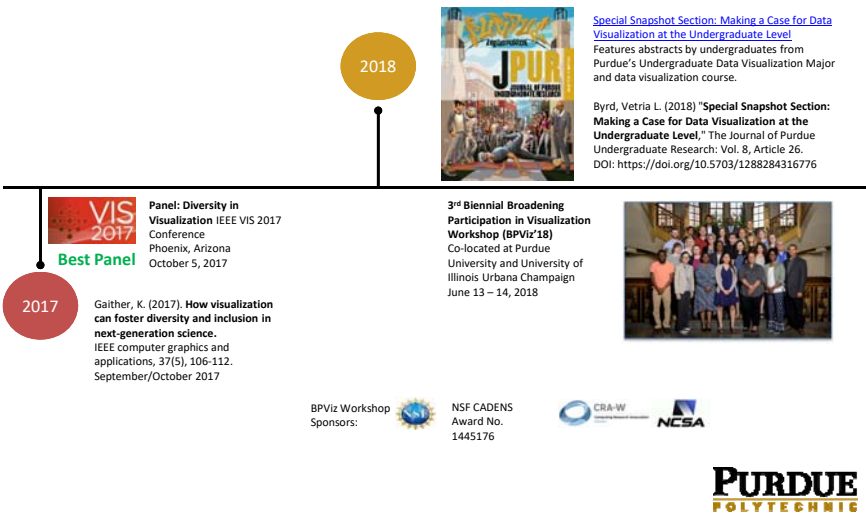 2018
JPUR
JOURNAL OF PURDUE
UNDERGRADUATE RESEARCH
Special Snapshot Section: Making a Case for Data
Visualization at the Undergraduate Level
Features abstracts by undergraduates from
Purdue's Undergraduate Data Visualization Major
and data visualization course.
Byrd, Vetria L. (2018) "Special Snapshot Section:
Making a Case for Data Visualization at the
Undergraduate Level," The Journal of Purdue
Undergraduate Research: Vol. 8, Article 26.
DOI: https://doi.org/10.5703/1288284316776
VIS
2017
Best Panel
2017
Panel: Diversity in
Visualization IEEE VIS 2017
Conference
Phoenix, Arizona
October 5, 2017
Gaither, K. (2017). How visualization
can foster diversity and inclusion in
next-generation science.
IEEE computer graphics and
applications, 37(5), 106-112.
September/October 2017
3rd Biennial Broadening
Participation in Visualization
Workshop (BPViz'18)
Co-located at Purdue
University and University of
Illinois Urbana Champaign
June 13 – 14, 2018
BPViz Workshop
Sponsors:
NSF
NSF CADENS
Award No.
1445176
CRA-W
NCSA
PURDUE
POLYTECHNIC